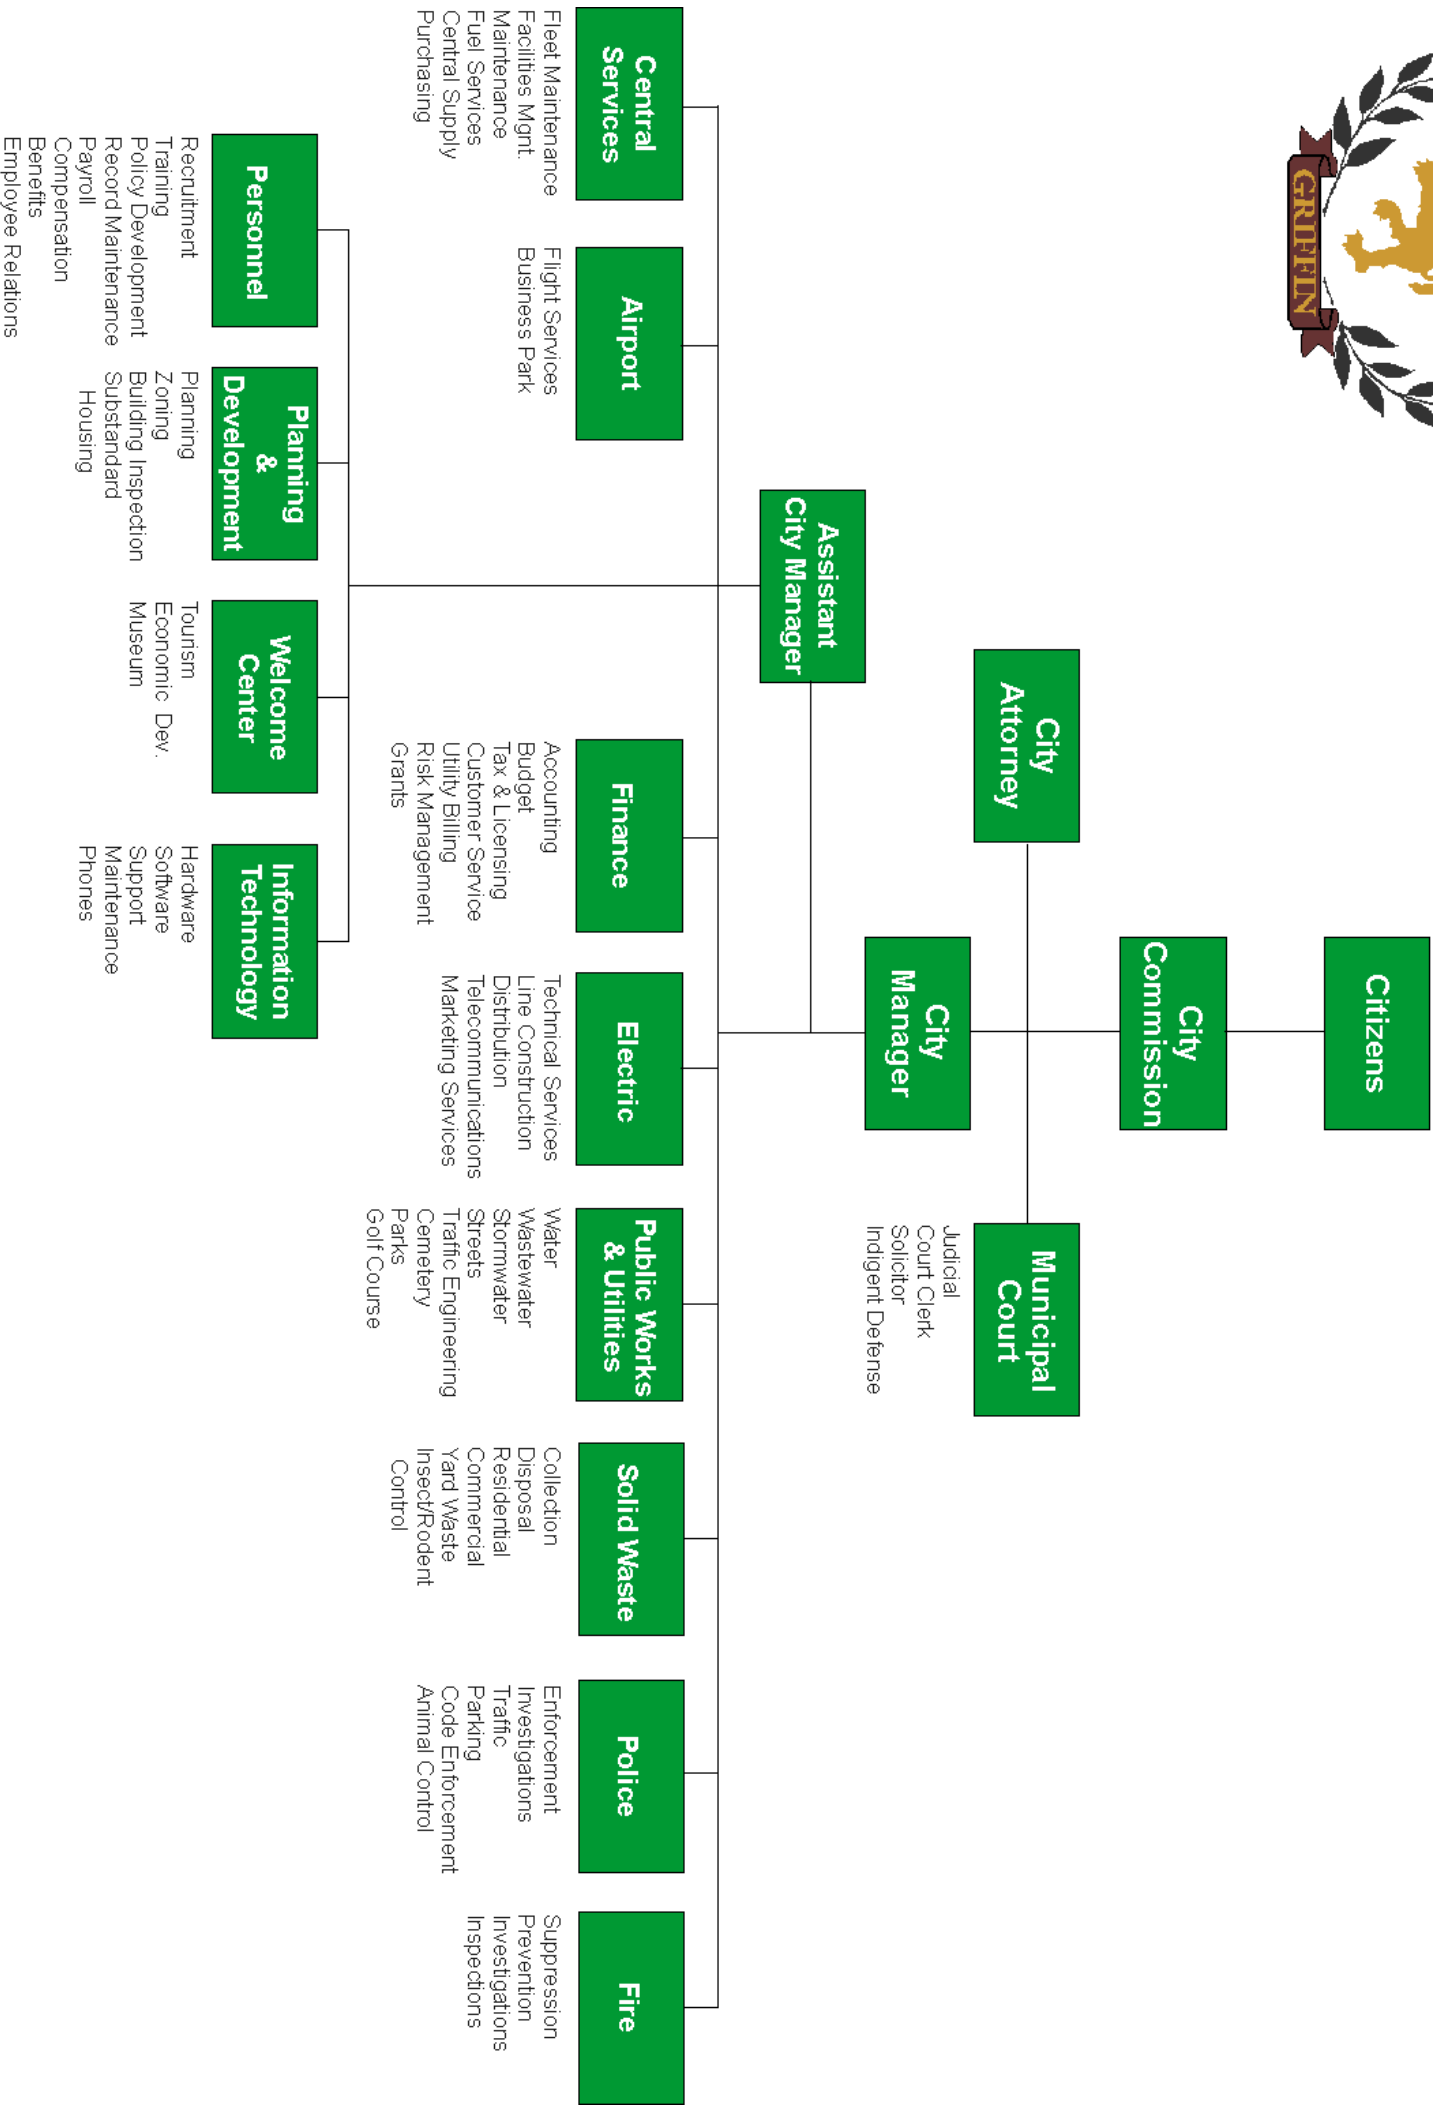 GRIFFIN
Citizens
City
Commission
City
Attorney
Municipal
Court
Judicial
Court Clerk
Solicitor
Indigent Defense
City
Manager
Assistant
City Manager
Central
Services
Fleet Maintenance
Facilities Mgmt.
Maintenance
Fuel Services
Central Supply
Purchasing
Airport
Flight Services
Business Park
Finance
Accounting
Budget
Tax & Licensing
Customer Service
Utility Billing
Risk Management
Grants
Electric
Technical Services
Line Construction
Distribution
Telecommunications
Marketing Services
Public Works
& Utilities
Water
Wastewater
Stormwater
Streets
Traffic Engineering
Cemetery
Parks
Golf Course
Solid Waste
Collection
Disposal
Residential
Commercial
Yard Waste
Insect/Rodent
Control
Police
Enforcement
Investigations
Traffic
Parking
Code Enforcement
Animal Control
Fire
Suppression
Prevention
Investigations
Inspections
Personnel
Recruitment
Training
Policy Development
Record Maintenance
Payroll
Compensation
Benefits
Employee Relations
Planning
&
Development
Planning
Zoning
Building Inspection
Substandard
Housing
Welcome
Center
Tourism
Economic Dev.
Museum
Information
Technology
Hardware
Software
Support
Maintenance
Phones